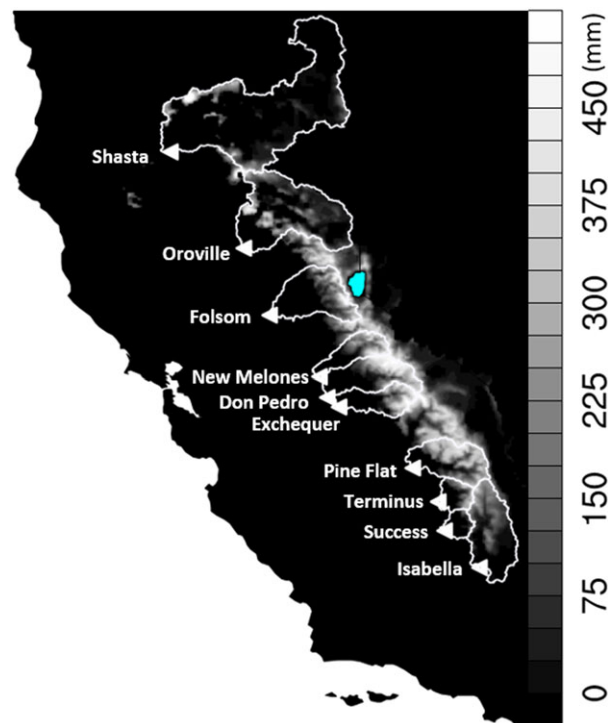 (mm)
450
375
300
225
150
75
0
Shasta
Oroville
Folsom
New Melones
Don Pedro
Exchequer
Pine Flat
Terminus
Success
Isabella